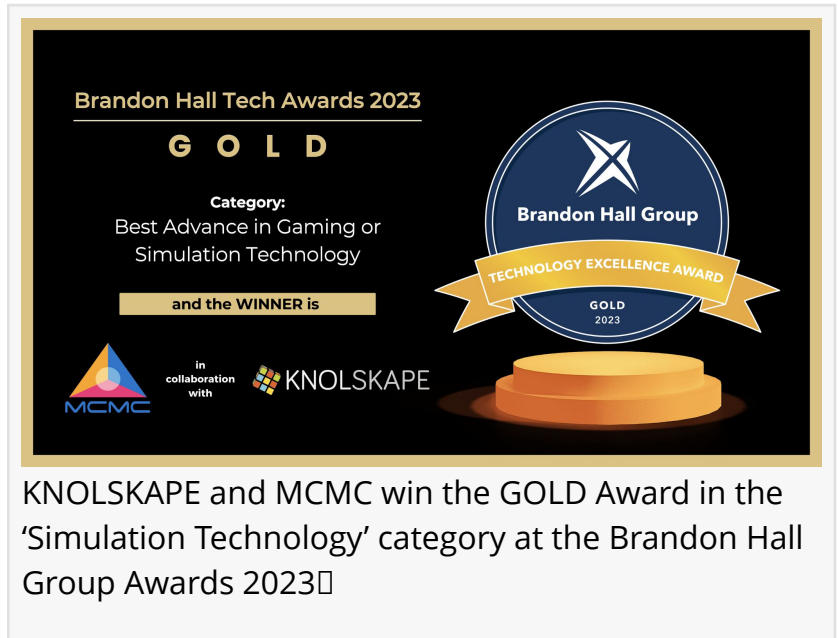 Brandon Hall Tech Awards 2023
GOLD
Category:
Best Advance in Gaming or
Simulation Technology
and the WINNER is
MCMC
in
collaboration
with
KNOLSKAPE
Brandon Hall Group
TECHNOLOGY EXCELLENCE AWARD
GOLD
2023
KNOLSKAPE and MCMC win the GOLD Award in the
‘Simulation Technology’ category at the Brandon Hall
Group Awards 2023